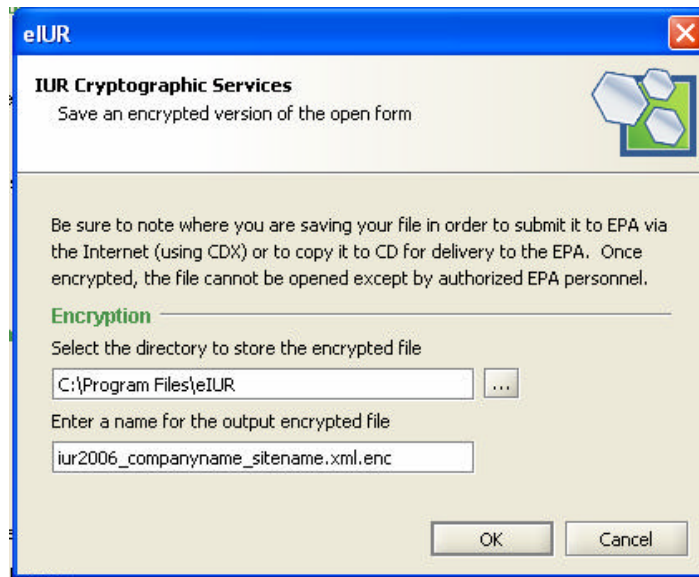 eIUR
IUR Cryptographic Services
Save an encrypted version of the open form
Be sure to note where you are saving your file in order to submit it to EPA via
the Internet (using CDX) or to copy it to CD for delivery to the EPA. Once
encrypted, the file cannot be opened except by authorized EPA personnel.
Encryption
Select the directory to store the encrypted file
C:\Program Files\eIUR
...
Enter a name for the output encrypted file
iur2006_companyname_sitename.xml.enc
OK
Cancel